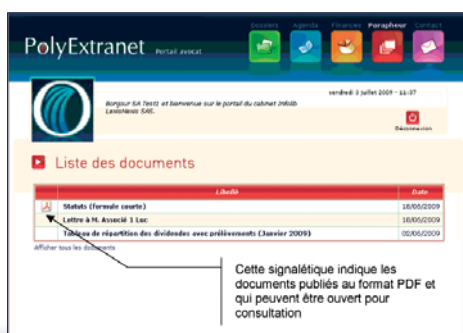 Dossiers Agenda Finances Parapheur Contact
PolyExtranet Portail avocat
vendredi 3 juillet 2009 - 11:37
Bonjour SA Test1 et bienvenue sur le portail du cabinet Infolib
LexisNexis SAS.
Déconnexion
Liste des documents
Libellé Date
Statuts (formule courte) 18/06/2009
Lettre à M. Associé 1 Luc 18/06/2009
Tableau de répartition des dividendes avec prélèvements (Janvier 2009) 02/06/2009
Afficher tous les documents
Cette signalétique indique les
documents publiés au format PDF et
qui peuvent être ouvert pour
consultation